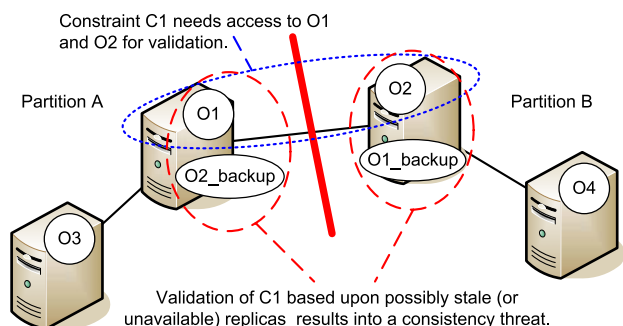 Constraint C1 needs access to O1
and O2 for validation.
Partition A
O1
O2
Partition B
O2_backup
O1_backup
O3
O4
Validation of C1 based upon possibly stale (or
unavailable) replicas results into a consistency threat.